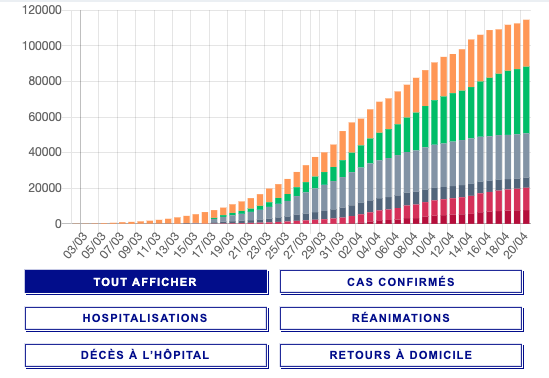 120000
100000
80000
60000
40000
20000
0
03/03 05/03 07/03 09/03 11/03 13/03 15/03 17/03 19/03 21/03 23/03 25/03 27/03 29/03 31/03 02/04 04/04 06/04 08/04 10/04 12/04 14/04 16/04 18/04 20/04
TOUT AFFICHER CAS CONFIRMÉS
HOSPITALISATIONS RÉANIMATIONS
DÉCÈS À L'HÔPITAL RETOURS À DOMICILE